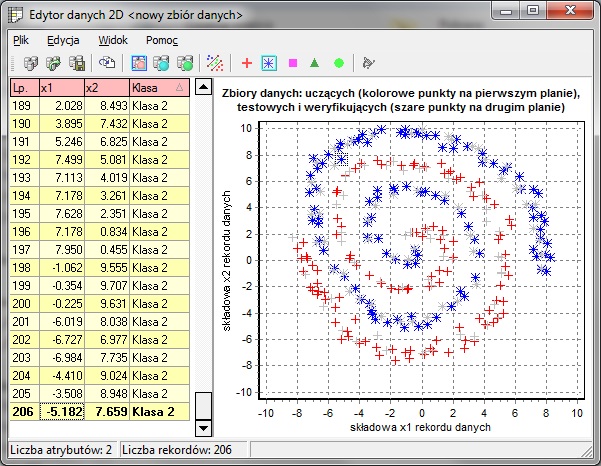 Edytor danych 2D <nowy zbiór danych>
Plik Edycja Widok Pomoc
Lp. x1 x2 Klasa
189 2.028 8.493 Klasa 2
190 3.895 7.432 Klasa 2
191 5.246 6.825 Klasa 2
192 7.499 5.081 Klasa 2
193 7.113 4.019 Klasa 2
194 7.178 3.261 Klasa 2
195 7.628 2.351 Klasa 2
196 7.178 0.834 Klasa 2
197 7.950 0.455 Klasa 2
198 -1.062 9.555 Klasa 2
199 -0.354 9.707 Klasa 2
200 -0.225 9.631 Klasa 2
201 -6.019 8.038 Klasa 2
202 -6.727 6.977 Klasa 2
203 -6.984 7.735 Klasa 2
204 -4.410 9.024 Klasa 2
205 -3.508 8.948 Klasa 2
206 -5.182 7.659 Klasa 2
Zbiory danych: uczących (kolorowe punkty na pierwszym planie),
testowych i weryfikujących (szare punkty na drugim planie)
składowa x2 rekordu danych
10
8
6
4
2
0
-2
-4
-6
-8
-10
-10 -8 -6 -4 -2 0 2 4 6 8 10
składowa x1 rekordu danych
Liczba atrybutów: 2 Liczba rekordów: 206